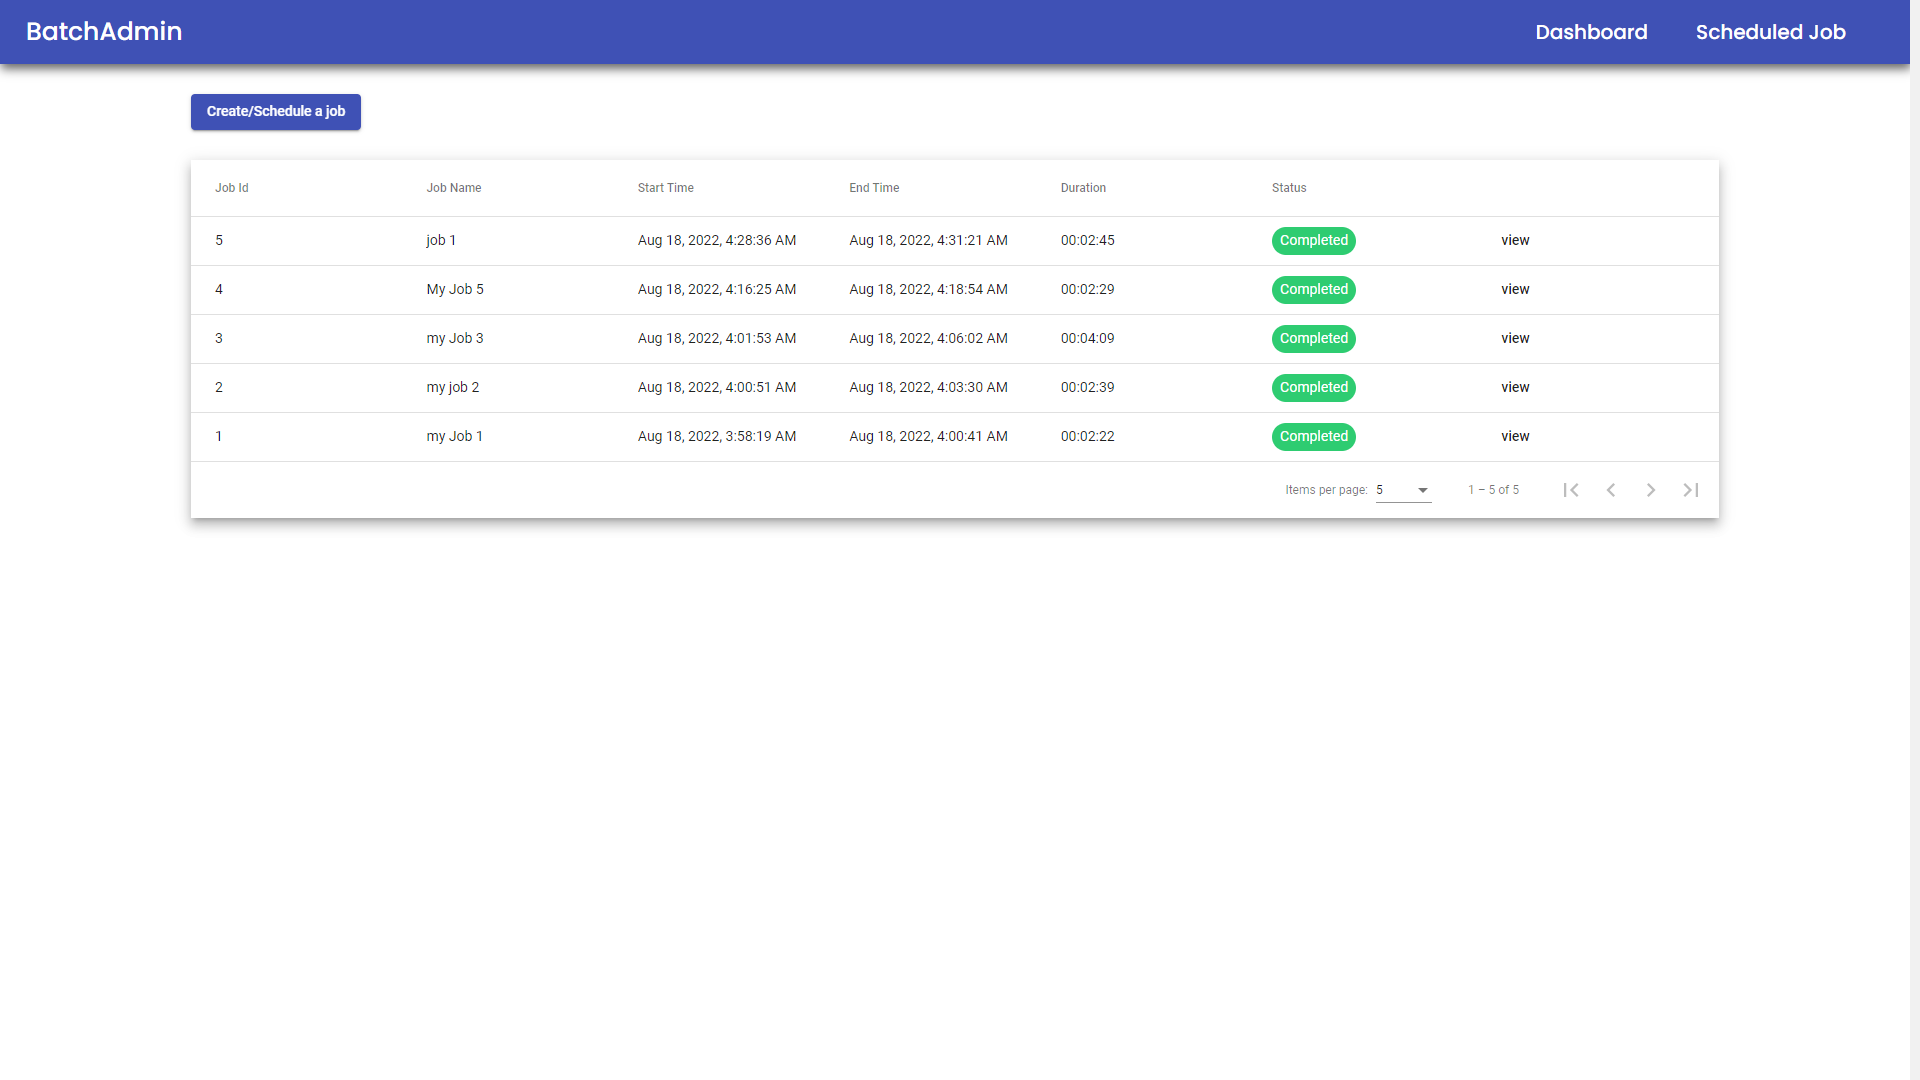 BatchAdmin Dashboard Scheduled Job
Create/Schedule a job
Job Id Job Name Start Time End Time Duration Status
5 job 1 Aug 18, 2022, 4:28:36 AM Aug 18, 2022, 4:31:21 AM 00:02:45 Completed view
4 My Job 5 Aug 18, 2022, 4:16:25 AM Aug 18, 2022, 4:18:54 AM 00:02:29 Completed view
3 my Job 3 Aug 18, 2022, 4:01:53 AM Aug 18, 2022, 4:06:02 AM 00:04:09 Completed view
2 my job 2 Aug 18, 2022, 4:00:51 AM Aug 18, 2022, 4:03:30 AM 00:02:39 Completed view
1 my Job 1 Aug 18, 2022, 3:58:19 AM Aug 18, 2022, 4:00:41 AM 00:02:22 Completed view
Items per page: 5 1 – 5 of 5